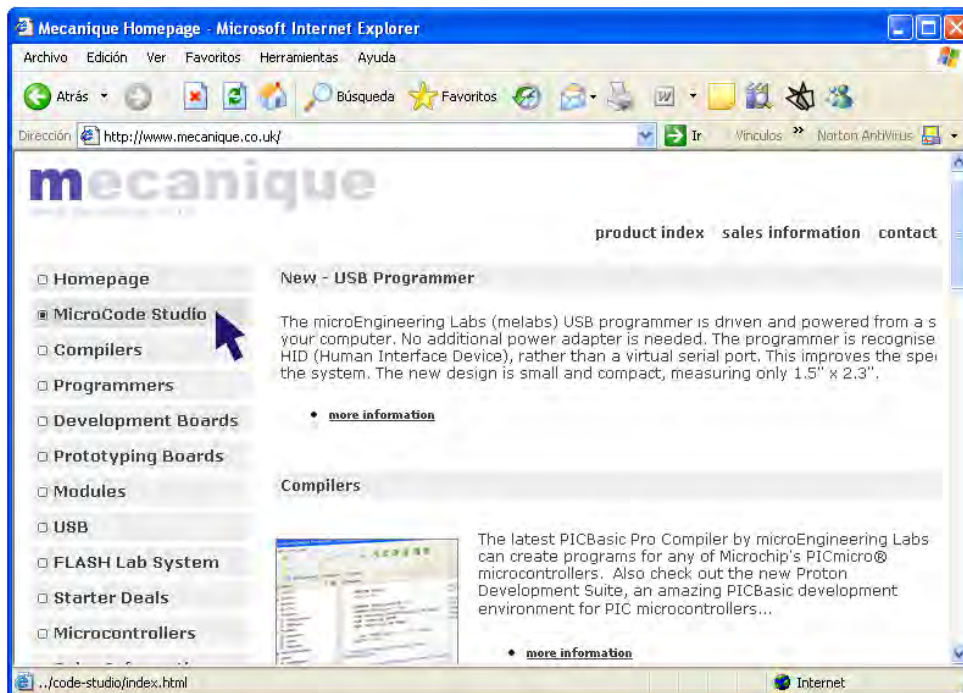 Mecanique Homepage - Microsoft Internet Explorer
Archivo Edición Ver Favoritos Herramientas Ayuda
Atrás Búsqueda Favoritos
Dirección http://www.mecanique.co.uk/ Ir Vínculos » Norton AntiVirus
mecanique
product index sales information contact
Homepage
MicroCode Studio
Compilers
Programmers
Development Boards
Prototyping Boards
Modules
USB
FLASH Lab System
Starter Deals
Microcontrollers
New - USB Programmer
The microEngineering Labs (melabs) USB programmer is driven and powered from a s
your computer. No additional power adapter is needed. The programmer is recognise
HID (Human Interface Device), rather than a virtual serial port. This improves the spe
the system. The new design is small and compact, measuring only 1.5" x 2.3".
• more information
Compilers
The latest PICBasic Pro Compiler by microEngineering Labs
can create programs for any of Microchip's PICmicro®
microcontrollers. Also check out the new Proton
Development Suite, an amazing PICBasic development
environment for PIC microcontrollers...
• more information
../code-studio/index.html Internet